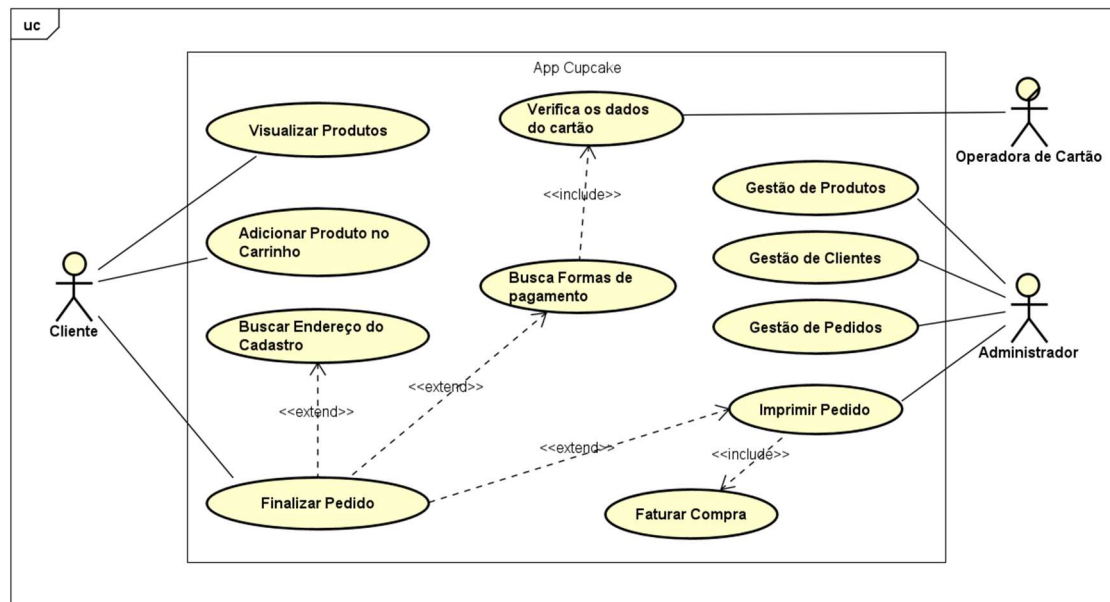 uc
App Cupcake
Visualizar Produtos
Verifica os dados
do cartão
Operadora de Cartão
<<include>>
Gestão de Produtos
Adicionar Produto no
Carrinho
Gestão de Clientes
Busca Formas de
pagamento
Cliente
Buscar Endereço do
Cadastro
Gestão de Pedidos
Administrador
<<extend>>
<<extend>>
Imprimir Pedido
<<extend>>
<<include>>
Finalizar Pedido
Faturar Compra